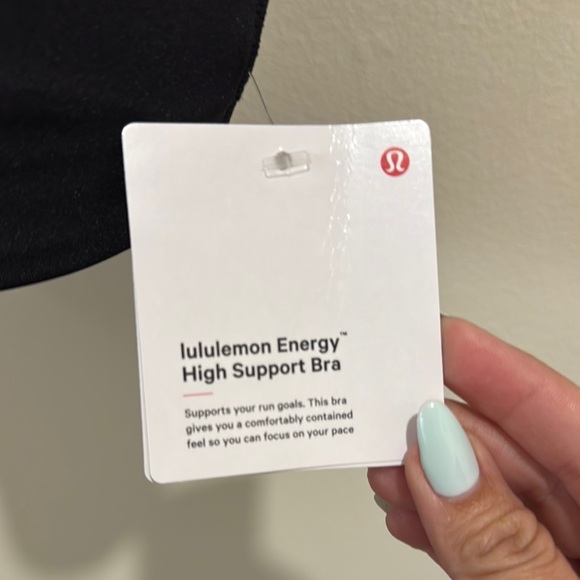 lululemon Energy™
High Support Bra
Supports your run goals. This bra
gives you a comfortably contained
feel so you can focus on your pace